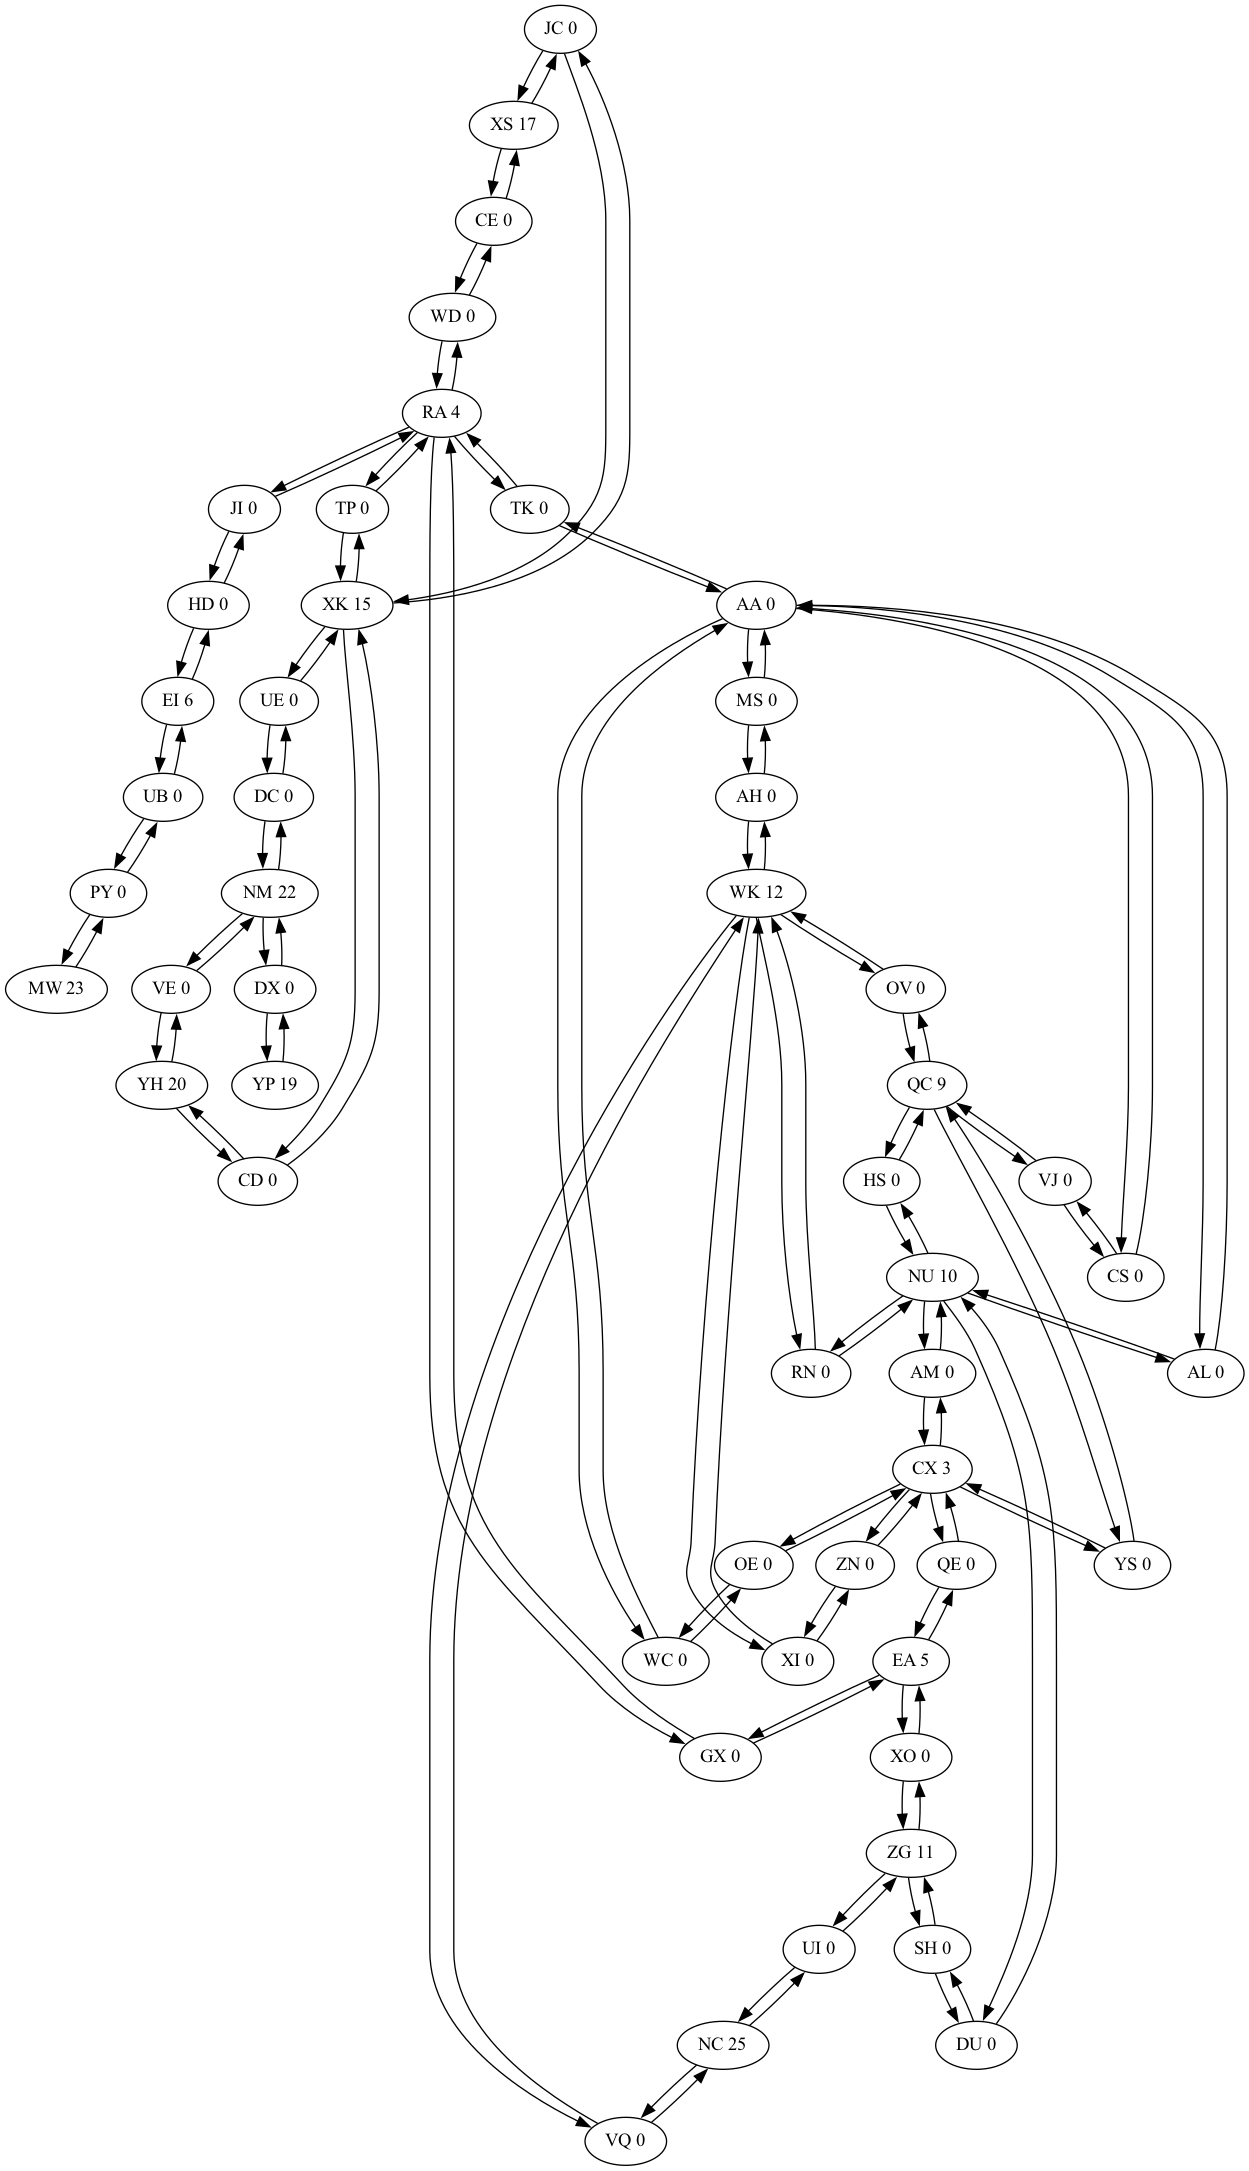 JC 0
XS 17
CE 0
WD 0
RA 4
JI 0
TP 0
TK 0
HD 0
XK 15
AA 0
EI 6
UE 0
MS 0
UB 0
DC 0
AH 0
PY 0
NM 22
WK 12
MW 23
VE 0
DX 0
OV 0
YH 20
YP 19
QC 9
CD 0
HS 0
VJ 0
NU 10
CS 0
RN 0
AM 0
AL 0
CX 3
OE 0
ZN 0
QE 0
YS 0
WC 0
XI 0
EA 5
GX 0
XO 0
ZG 11
UI 0
SH 0
NC 25
DU 0
VQ 0